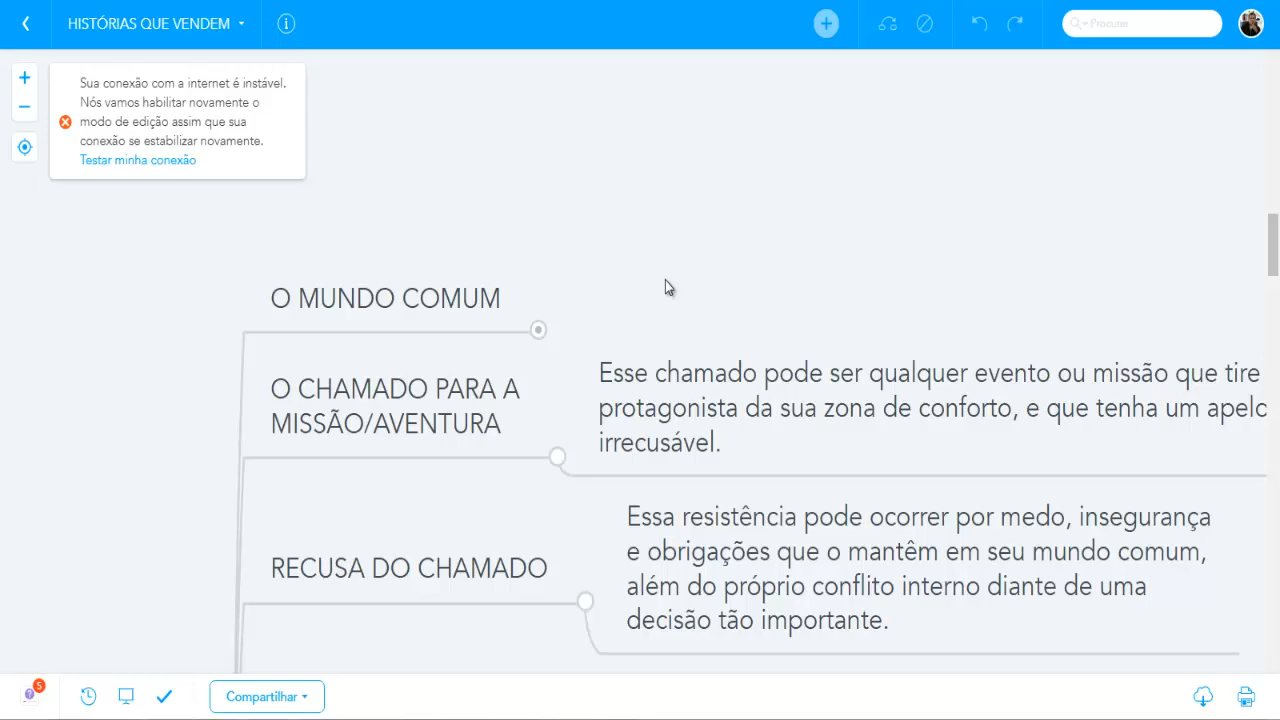 HISTÓRIAS QUE VENDEM
Procurar
Sua conexão com a internet é instável.
Nós vamos habilitar novamente o
modo de edição assim que sua
conexão se estabilizar novamente.
Testar minha conexão
O MUNDO COMUM
O CHAMADO PARA A
MISSÃO/AVENTURA
Esse chamado pode ser qualquer evento ou missão que tire
protagonista da sua zona de conforto, e que tenha um apelo
irrecusável.
RECUSA DO CHAMADO
Essa resistência pode ocorrer por medo, insegurança
e obrigações que o mantêm em seu mundo comum,
além do próprio conflito interno diante de uma
decisão tão importante.
5
Compartilhar